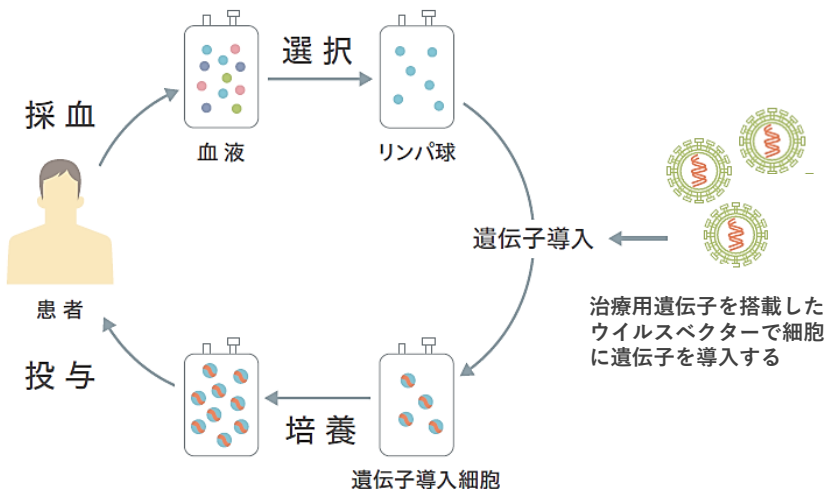 採血
血液
選択
リンパ球
遺伝子導入
治療用遺伝子を搭載した
ウイルスベクターで細胞
に遺伝子を導入する
遺伝子導入細胞
培養
投与
患者